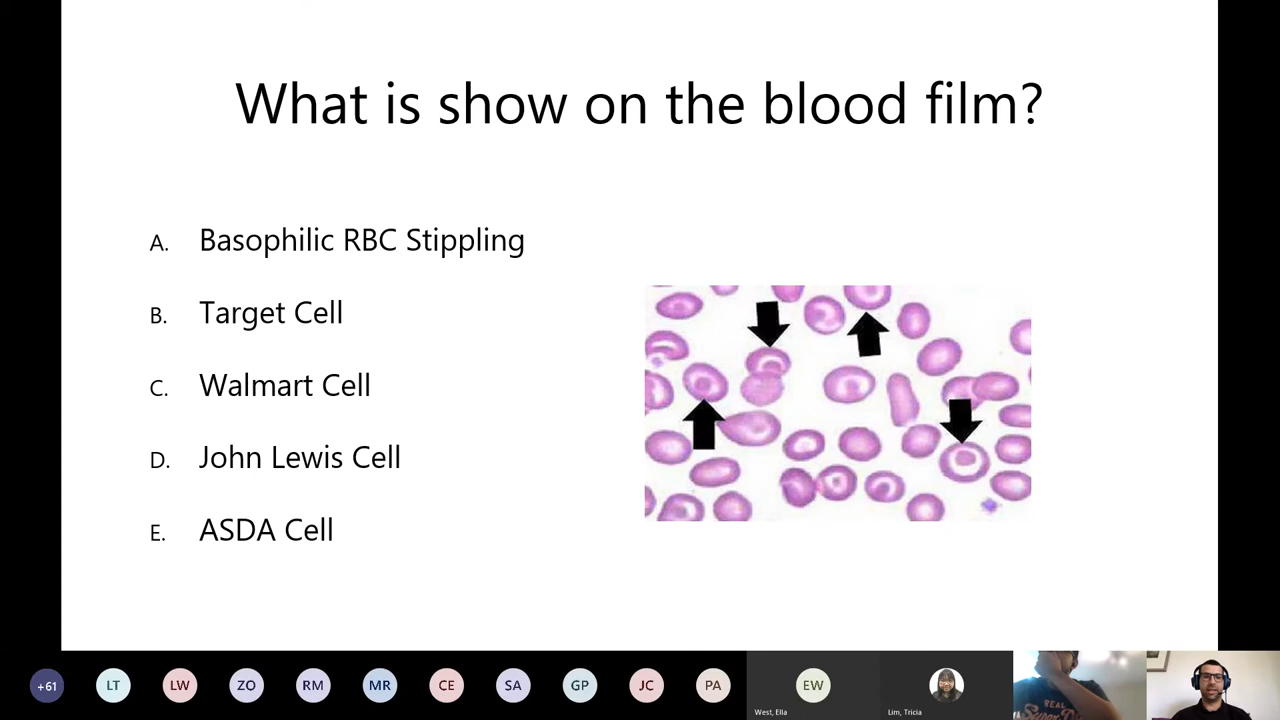 What is show on the blood film?
A. Basophilic RBC Stippling
B. Target Cell
C. Walmart Cell
D. John Lewis Cell
E. ASDA Cell
+61
LT
LW
ZO
RM
MR
CE
SA
GP
JC
PA
EW
West, Ella
Lim, Tricia
REAL